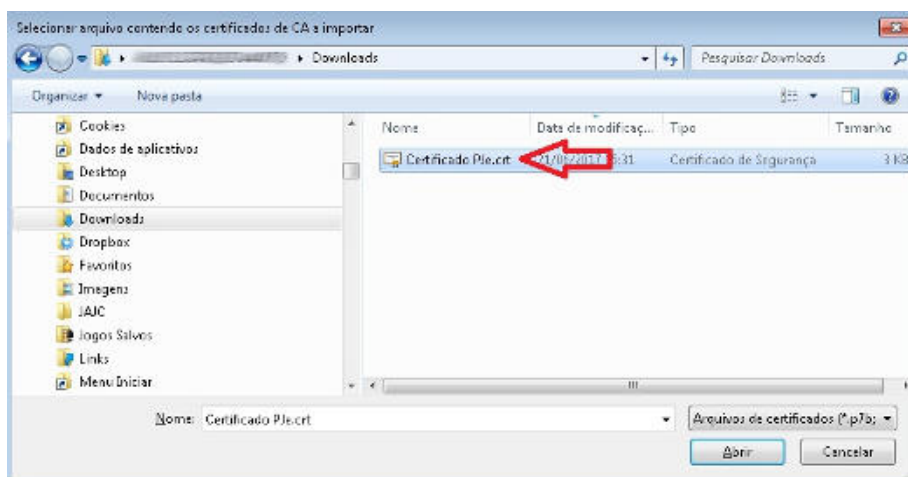 Selecionar arquivo contendo os certificados de CA a importar
Downloads
Pesquisar Downloads
Organizar
Nova pasta
Cookies
Dados de aplicativos
Desktop
Documentos
Downloads
Dropbox
Favoritos
Imagens
JAJC
Jogos Salvos
Links
Menu Iniciar
Nome Data de modificaç... Tipo Tamanho
Certificado PJe.crt Certificado de Segurança 3 KB
Nome: Certificado PJe.crt
Arquivos de certificados (*.p7b;
Abrir
Cancelar